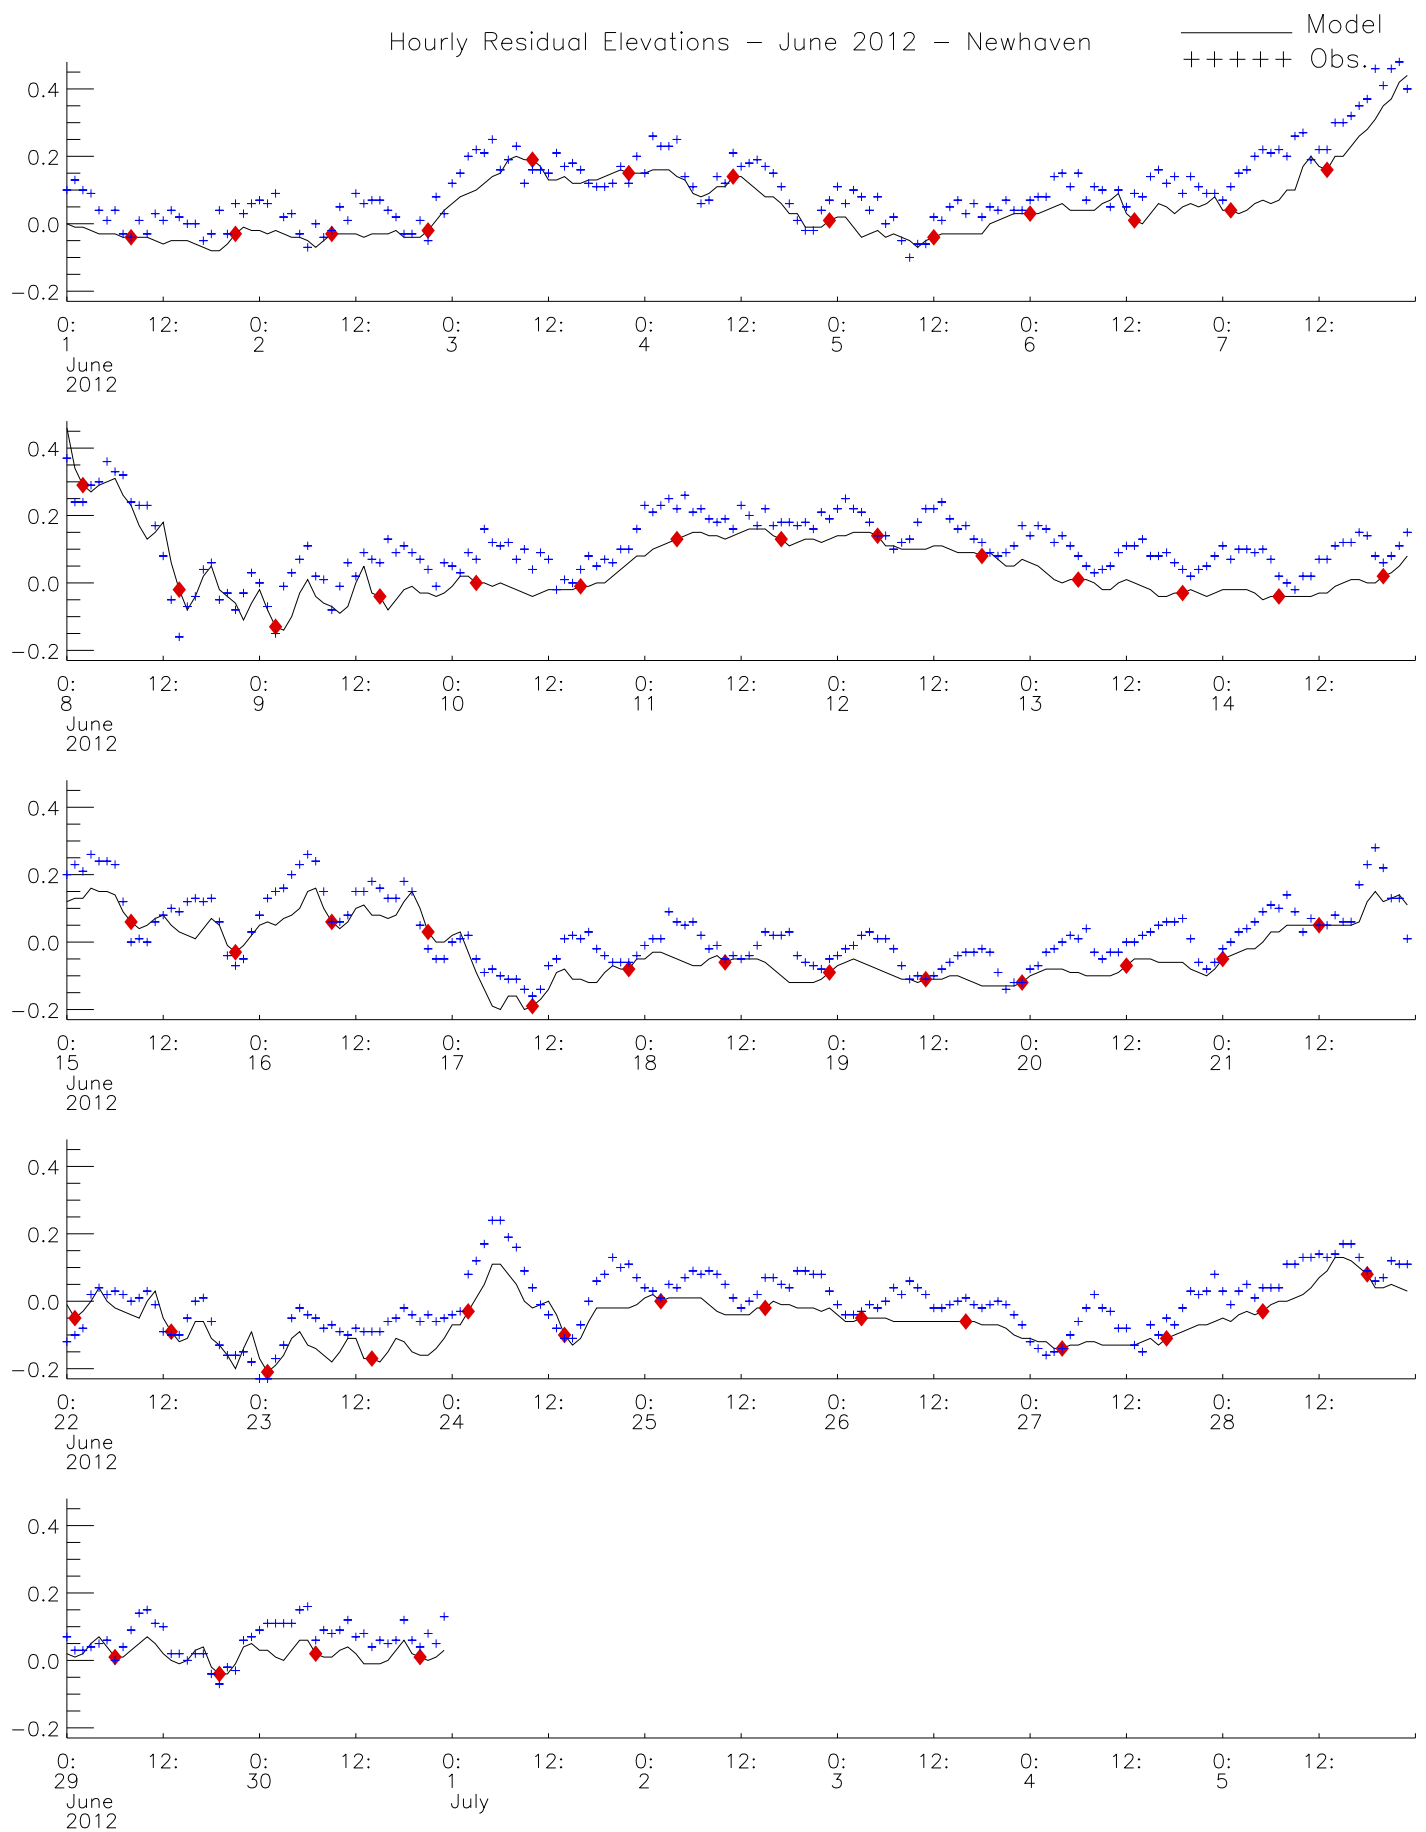 Hourly Residual Elevations – June 2012 – Newhaven
Model
+++++ Obs.
0.4
0.2
0.0
−0.2
0: 12: 0: 12: 0: 12: 0: 12: 0: 12: 0: 12: 0: 12:
1 2 3 4 5 6 7
June
2012
0.4
0.2
0.0
−0.2
0: 12: 0: 12: 0: 12: 0: 12: 0: 12: 0: 12: 0: 12:
8 9 10 11 12 13 14
June
2012
0.4
0.2
0.0
−0.2
0: 12: 0: 12: 0: 12: 0: 12: 0: 12: 0: 12: 0: 12:
15 16 17 18 19 20 21
June
2012
0.4
0.2
0.0
−0.2
0: 12: 0: 12: 0: 12: 0: 12: 0: 12: 0: 12: 0: 12:
22 23 24 25 26 27 28
June
2012
0.4
0.2
0.0
−0.2
0: 12: 0: 12: 0: 12: 0: 12: 0: 12: 0: 12: 0: 12:
29 30 1 2 3 4 5
June July
2012